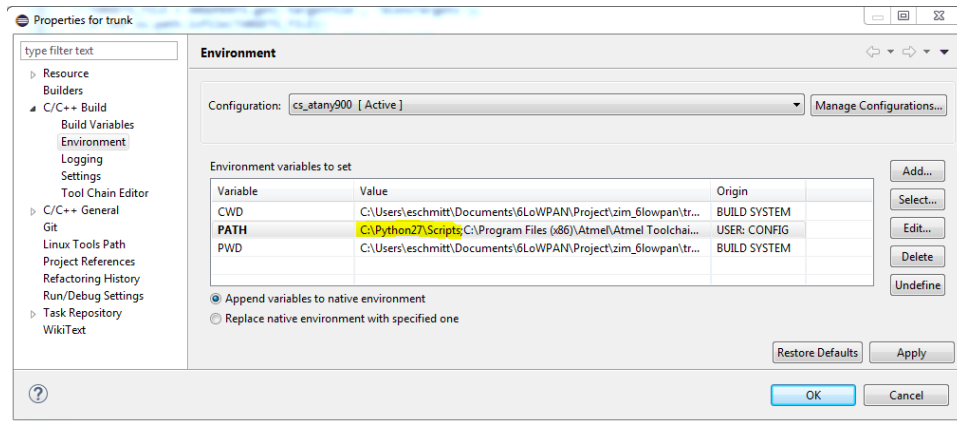 Properties for trunk
type filter text
Resource
Builders
C/C++ Build
Build Variables
Environment
Logging
Settings
Tool Chain Editor
C/C++ General
Git
Linux Tools Path
Project References
Refactoring History
Run/Debug Settings
Task Repository
WikiText
Environment
Configuration: cs_atany900 [ Active ] Manage Configurations...
Environment variables to set
Variable Value Origin
CWD C:\Users\eschmitt\Documents\6LoWPAN\Project\zim_6lowpan\tr... BUILD SYSTEM
PATH C:\Python27\Scripts;C:\Program Files (x86)\Atmel\Atmel Toolchai... USER: CONFIG
PWD C:\Users\eschmitt\Documents\6LoWPAN\Project\zim_6lowpan\tr... BUILD SYSTEM
Add...
Select...
Edit...
Delete
Undefine
Append variables to native environment
Replace native environment with specified one
Restore Defaults Apply
? OK Cancel